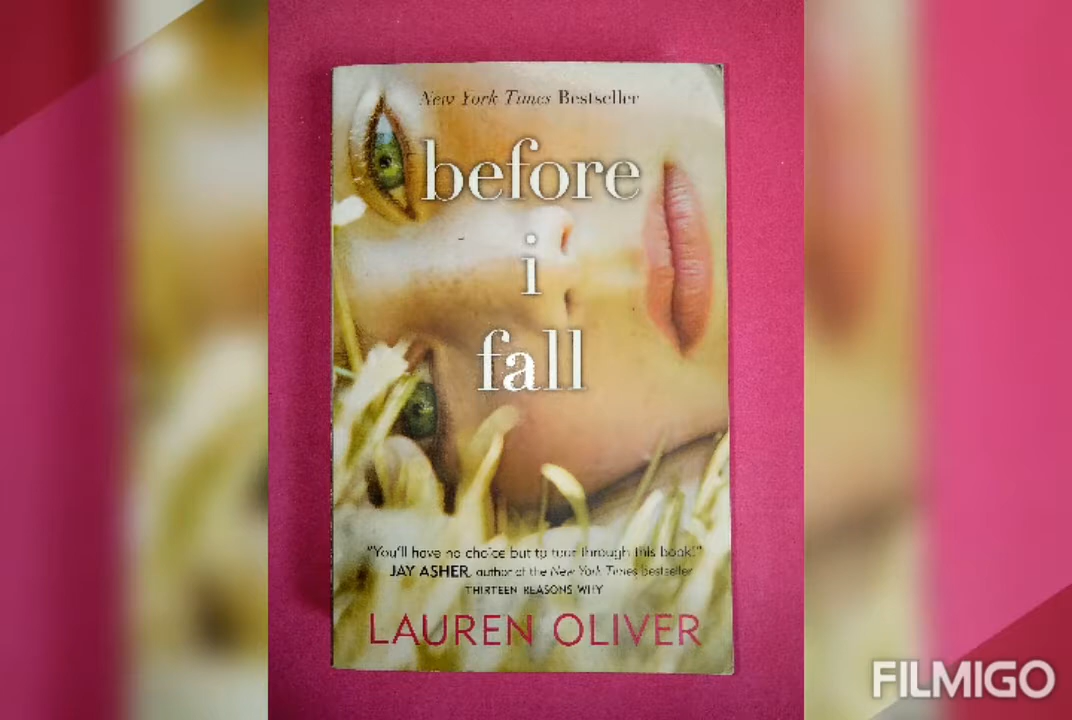 New York Times Bestseller
before
i
fall
"You'll have no choice but to tear through this book!"
JAY ASHER, author of the New York Times bestseller
THIRTEEN REASONS WHY
LAUREN OLIVER
FILMIGO